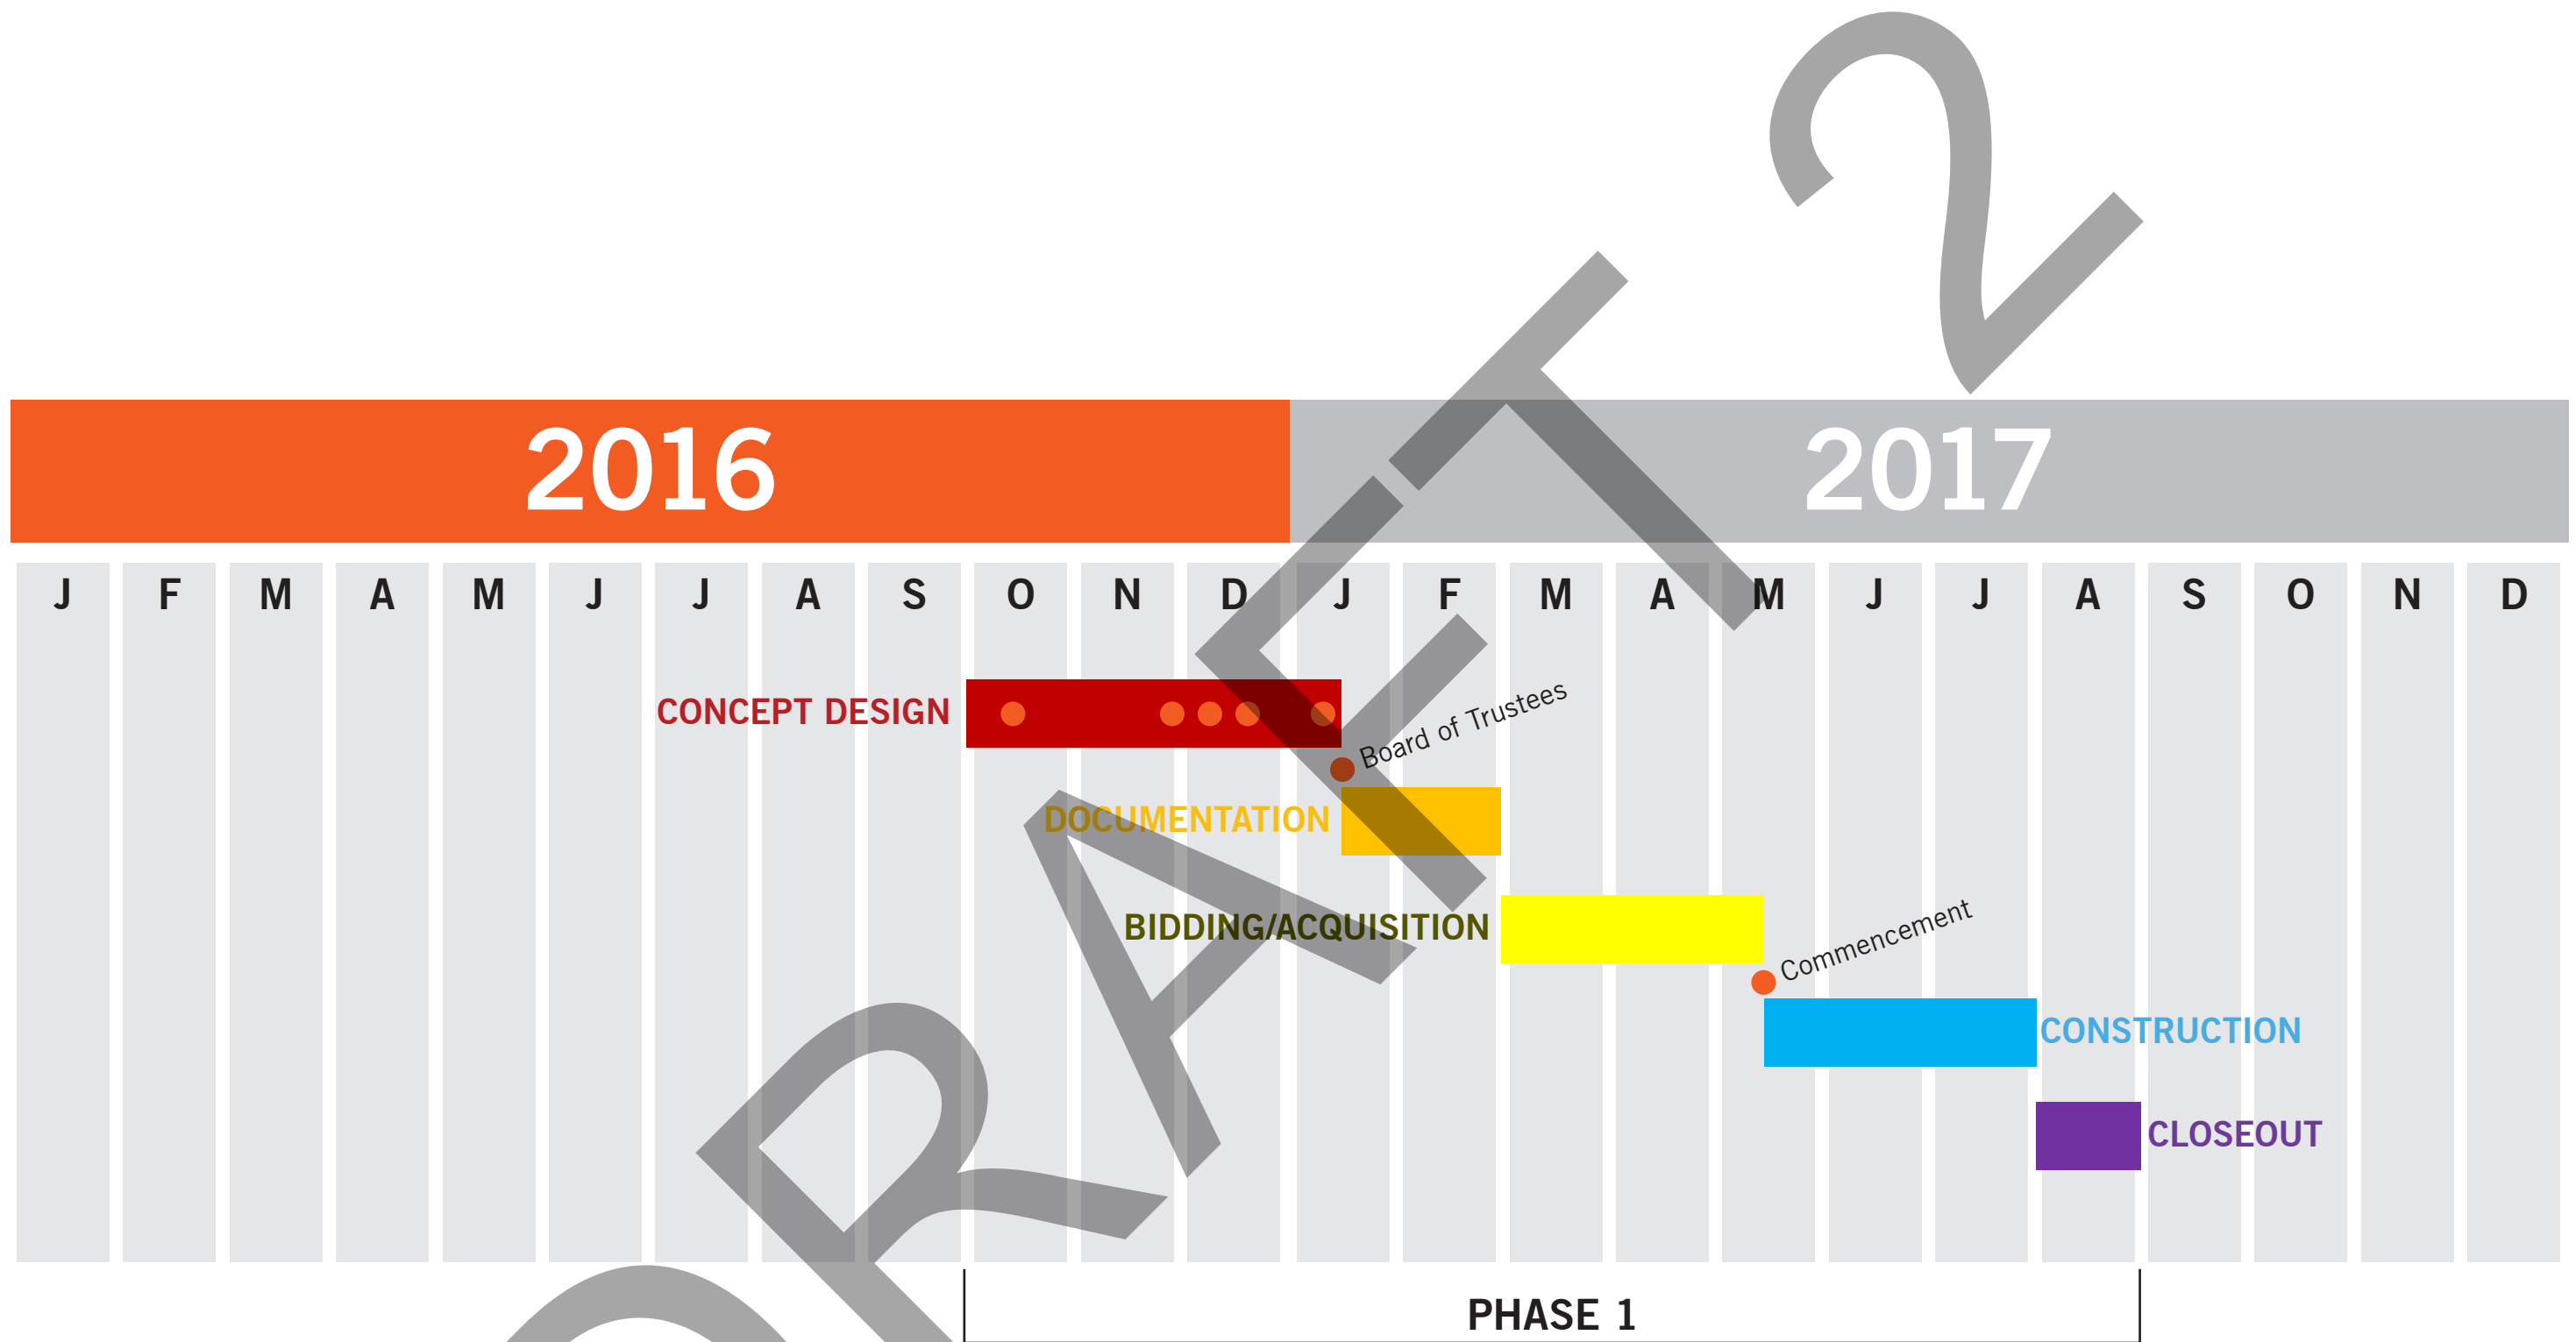 2016 2017
J F M A M J J A S O N D J F M A M J J A S O N D
CONCEPT DESIGN
Board of Trustees
DOCUMENTATION
BIDDING/ACQUISITION
Commencement
CONSTRUCTION
CLOSEOUT
PHASE 1
DRAFT 2